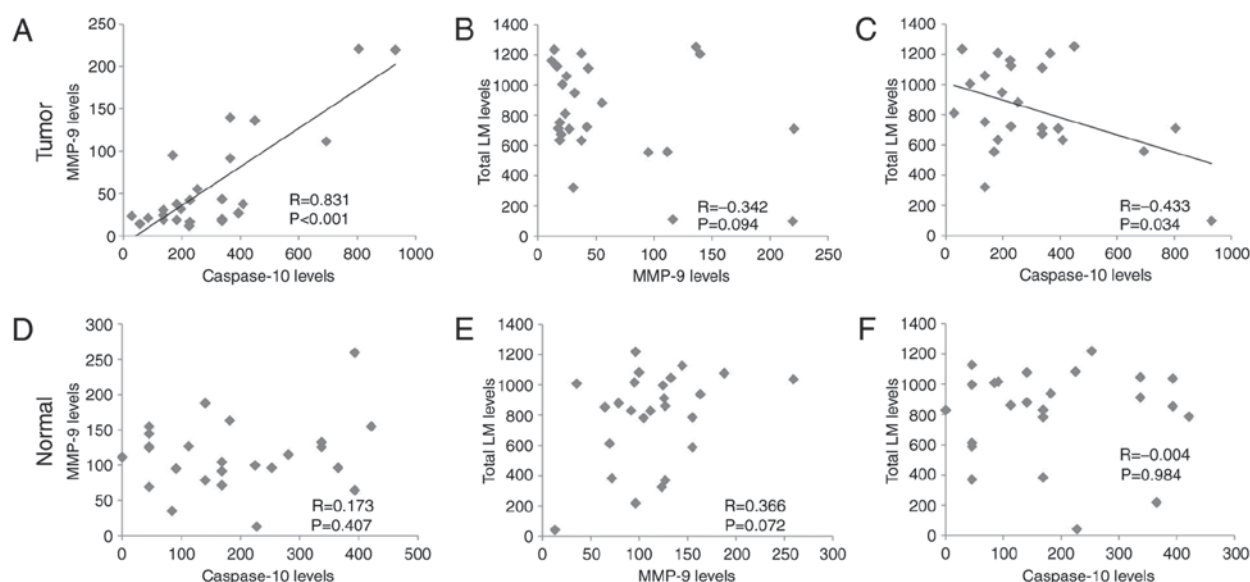 A
Tumor
MMP-9 levels
250
200
150
100
50
0
0 200 400 600 800 1000
Caspase-10 levels
R=0.831
P<0.001
B
Total LM levels
1400
1200
1000
800
600
400
200
0
0 50 100 150 200 250
MMP-9 levels
R=−0.342
P=0.094
C
Total LM levels
1400
1200
1000
800
600
400
200
0
0 200 400 600 800 1000
Caspase-10 levels
R=−0.433
P=0.034
D
Normal
MMP-9 levels
300
250
200
150
100
50
0
0 100 200 300 400 500
Caspase-10 levels
R=0.173
P=0.407
E
Total LM levels
1400
1200
1000
800
600
400
200
0
0 50 100 150 200 250 300
MMP-9 levels
R=0.366
P=0.072
F
Total LM levels
1400
1200
1000
800
600
400
200
0
0 100 200 300 400
Caspase-10 levels
R=−0.004
P=0.984